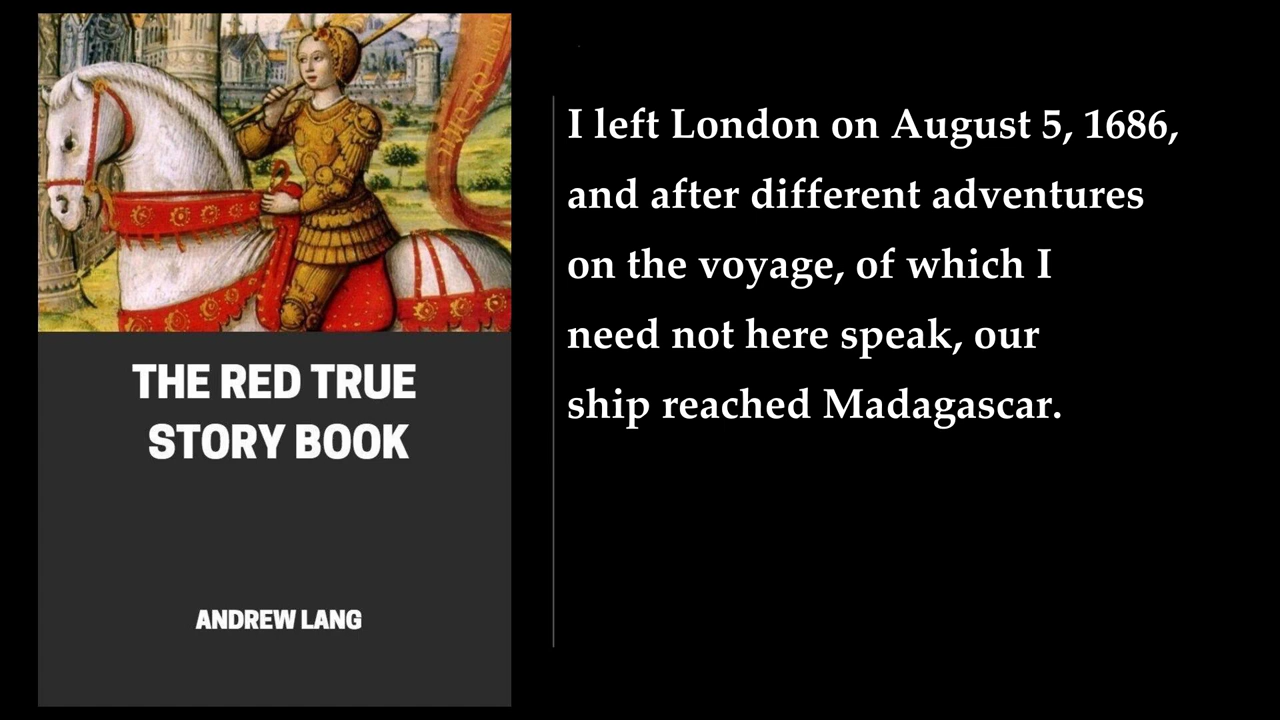 THE RED TRUE
STORY BOOK
ANDREW LANG
I left London on August 5, 1686,
and after different adventures
on the voyage, of which I
need not here speak, our
ship reached Madagascar.